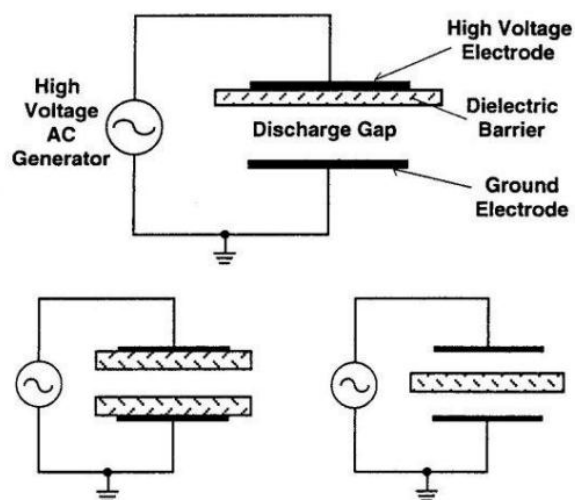 High Voltage
Electrode
High
Voltage
AC
Generator
Dielectric
Barrier
Discharge Gap
Ground
Electrode